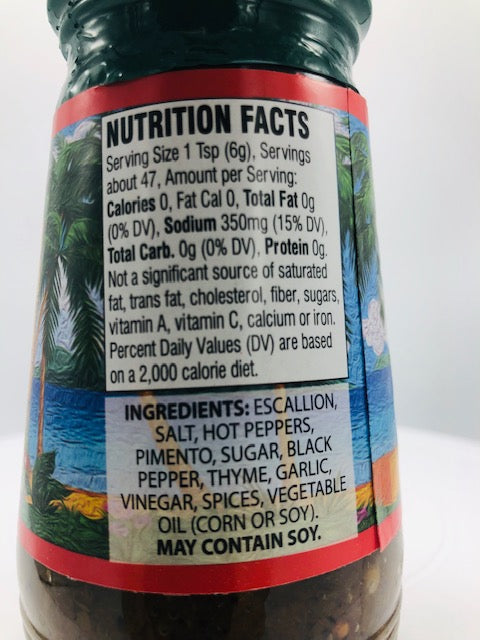 NUTRITION FACTS
Serving Size 1 Tsp (6g), Servings
about 47, Amount per Serving:
Calories 0, Fat Cal 0, Total Fat 0g
(0% DV), Sodium 350mg (15% DV),
Total Carb. 0g (0% DV), Protein 0g.
Not a significant source of saturated
fat, trans fat, cholesterol, fiber, sugars,
vitamin A, vitamin C, calcium or iron.
Percent Daily Values (DV) are based
on a 2,000 calorie diet.
INGREDIENTS: ESCALLION,
SALT, HOT PEPPERS,
PIMENTO, SUGAR, BLACK
PEPPER, THYME, GARLIC,
VINEGAR, SPICES, VEGETABLE
OIL (CORN OR SOY).
MAY CONTAIN SOY.